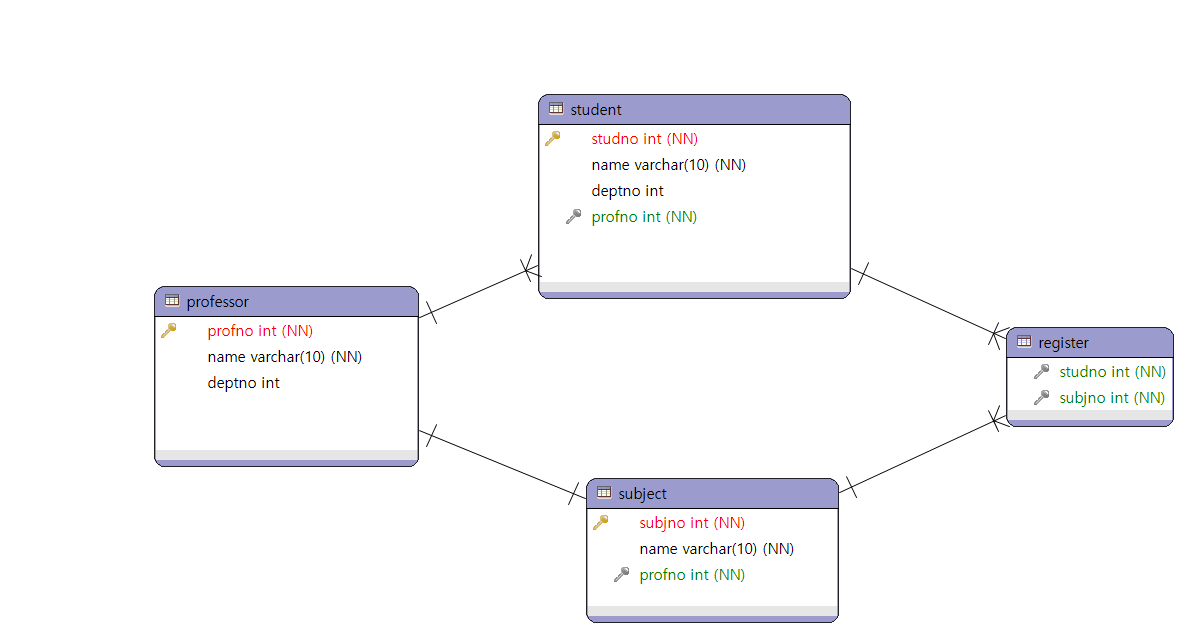 student
studno int (NN)
name varchar(10) (NN)
deptno int
profno int (NN)
professor
profno int (NN)
name varchar(10) (NN)
deptno int
register
studno int (NN)
subjno int (NN)
subject
subjno int (NN)
name varchar(10) (NN)
profno int (NN)